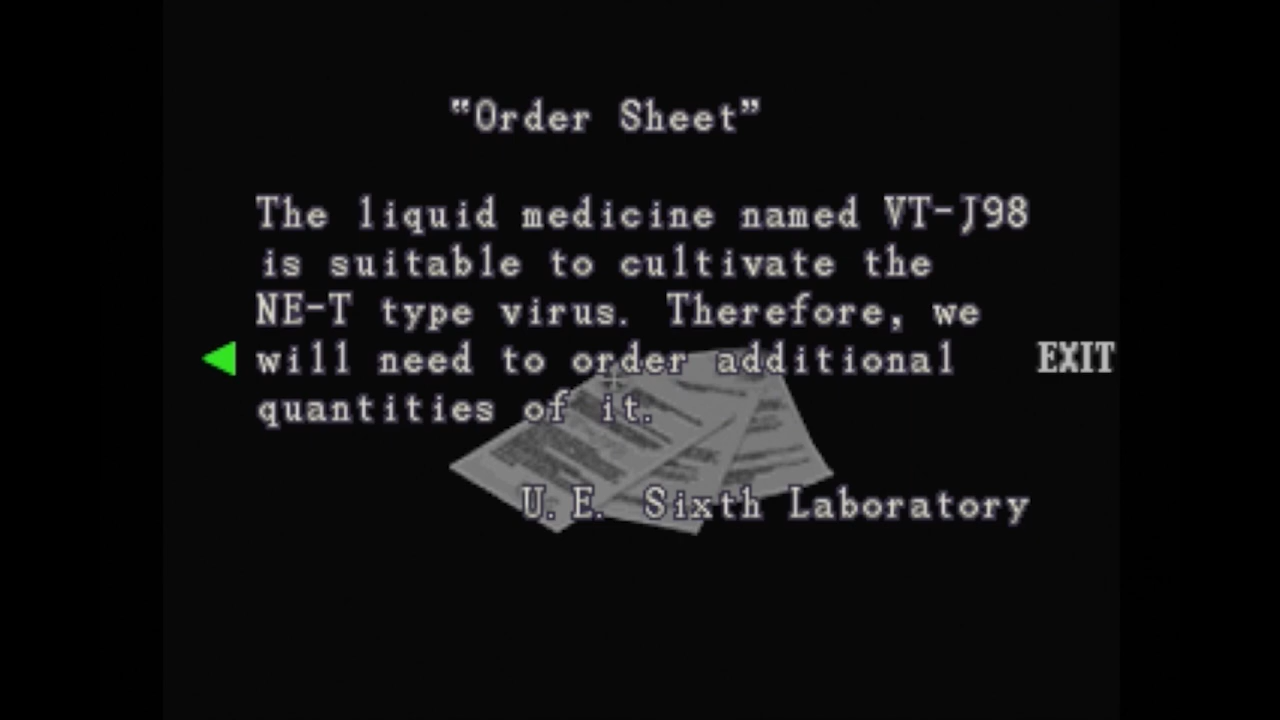 "Order Sheet"
The liquid medicine named VT-J98
is suitable to cultivate the
NE-T type virus. Therefore, we
will need to order additional
quantities of it.
EXIT
U.E. Sixth Laboratory